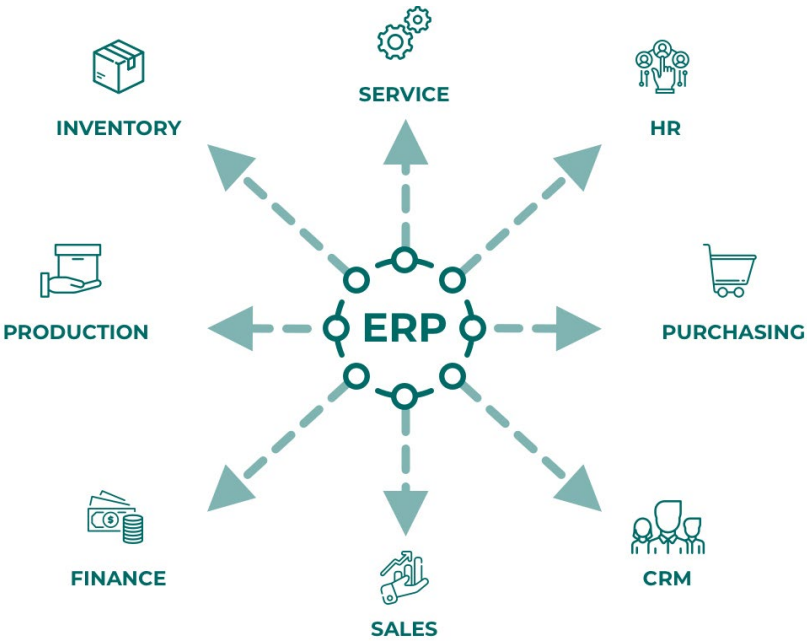 SERVICE
INVENTORY
HR
PRODUCTION
ERP
PURCHASING
FINANCE
CRM
SALES